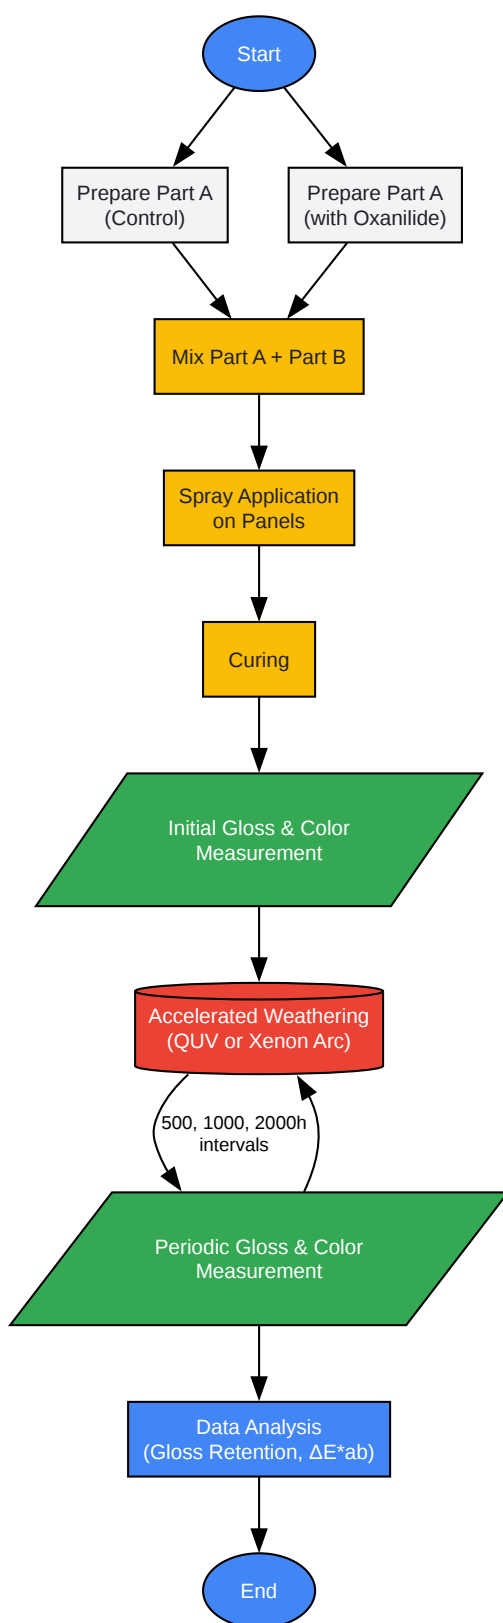 Start
Prepare Part A
(Control)
Prepare Part A
(with Oxanilide)
Mix Part A + Part B
Spray Application
on Panels
Curing
Initial Gloss & Color
Measurement
Accelerated Weathering
(QUV or Xenon Arc)
500, 1000, 2000h
intervals
Periodic Gloss & Color
Measurement
Data Analysis
(Gloss Retention, ΔE*ab)
End